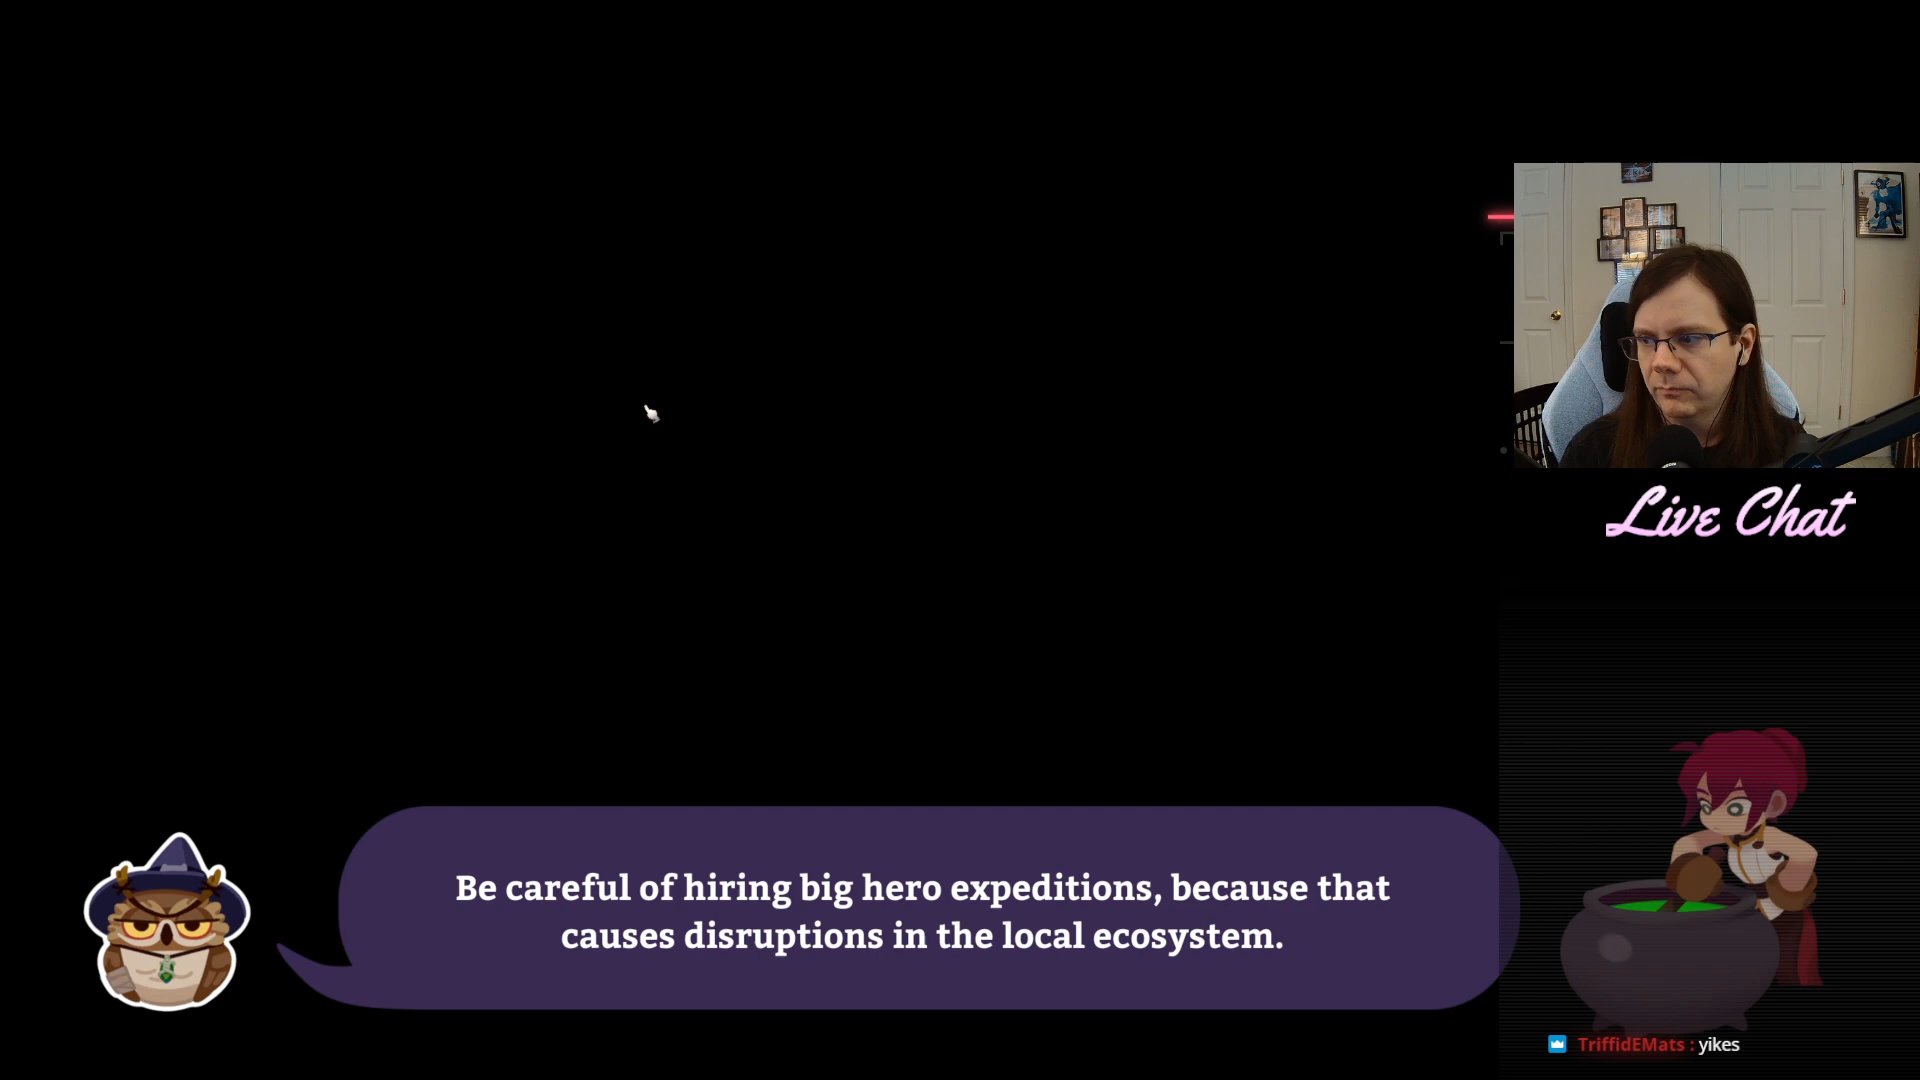 Live Chat
Be careful of hiring big hero expeditions, because that
causes disruptions in the local ecosystem.
TriffidEMats : yikes